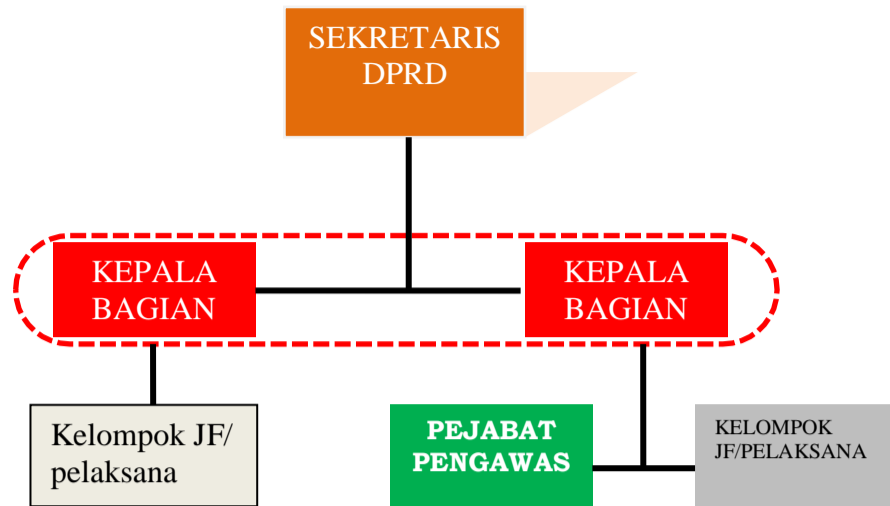 SEKRETARIS
DPRD
KEPALA
BAGIAN
KEPALA
BAGIAN
Kelompok JF/
pelaksana
PEJABAT
PENGAWAS
KELOMPOK
JF/PELAKSANA